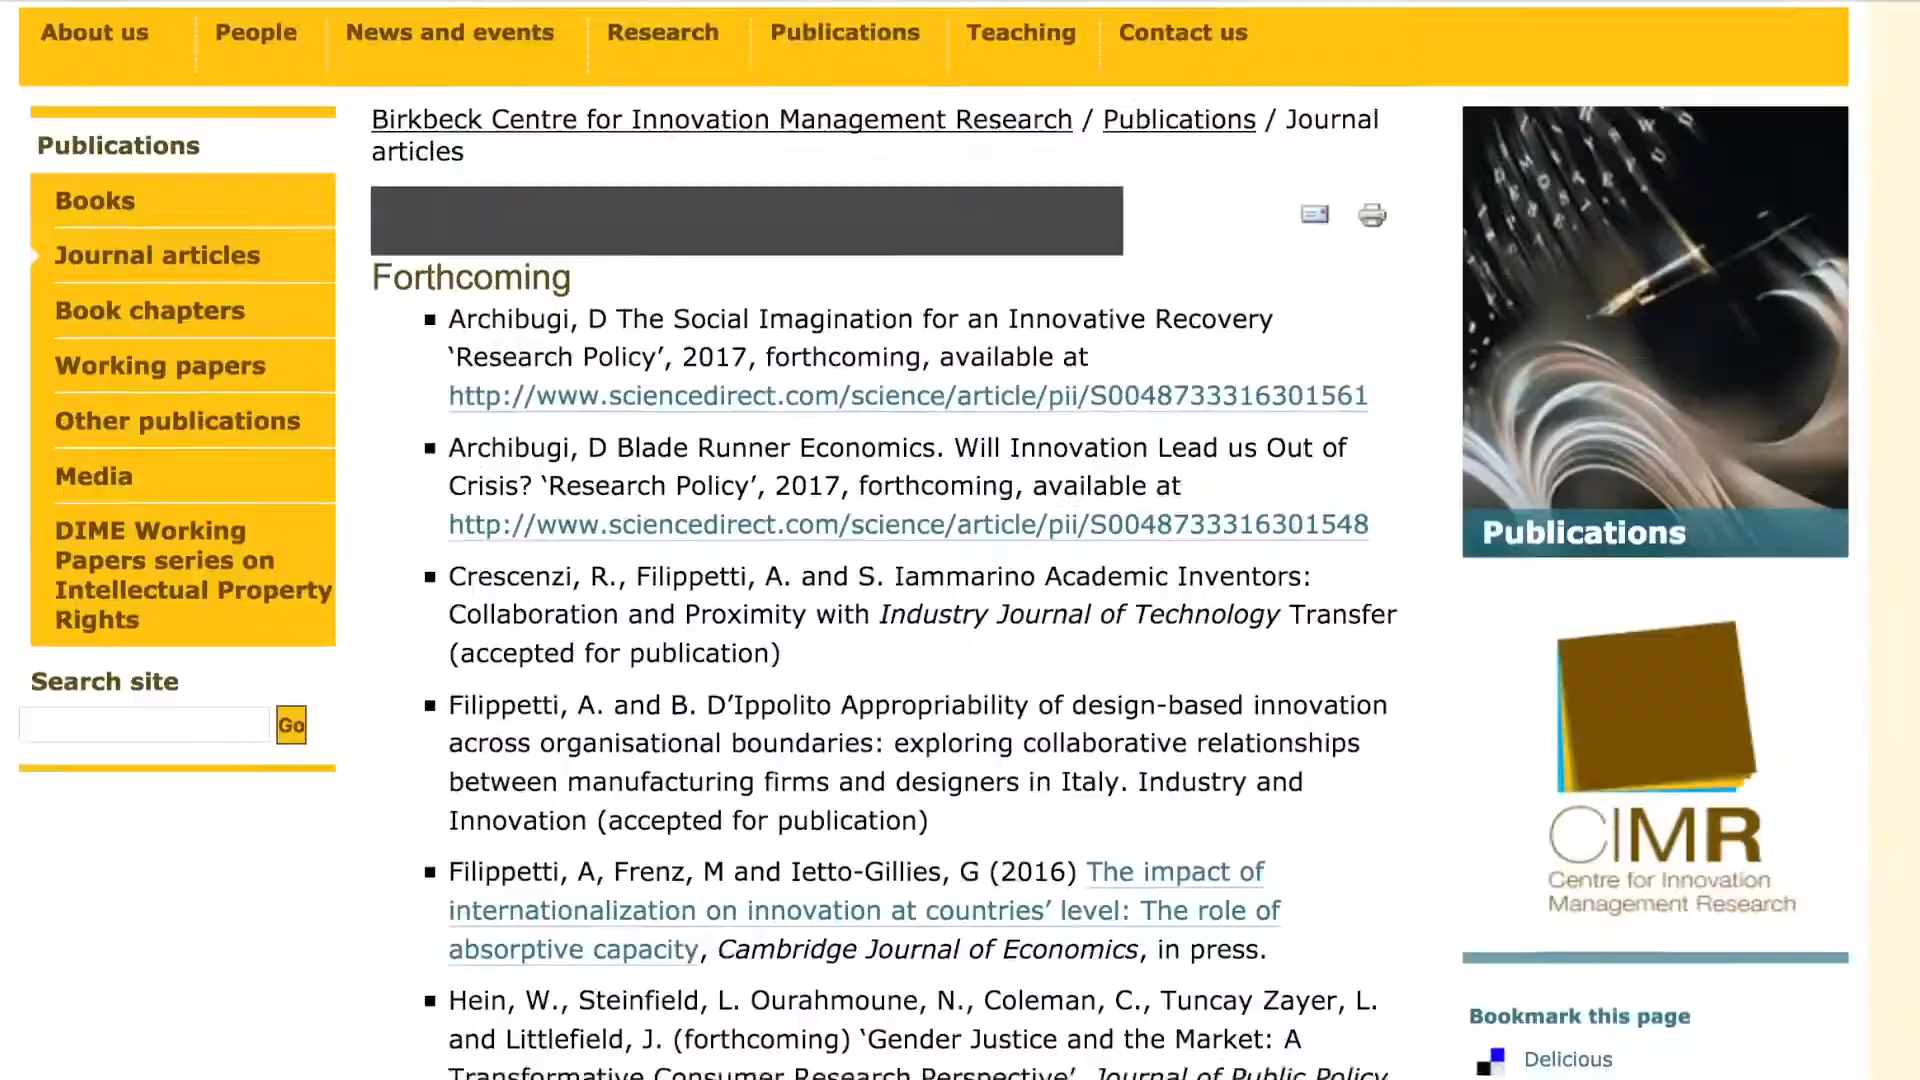 About us
People
News and events
Research
Publications
Teaching
Contact us
Publications
Books
Journal articles
Book chapters
Working papers
Other publications
Media
DIME Working
Papers series on
Intellectual Property
Rights
Search site
Go
Birkbeck Centre for Innovation Management Research / Publications / Journal
articles
Forthcoming
Archibugi, D The Social Imagination for an Innovative Recovery
‘Research Policy’, 2017, forthcoming, available at
http://www.sciencedirect.com/science/article/pii/S0048733316301561
Archibugi, D Blade Runner Economics. Will Innovation Lead us Out of
Crisis? ‘Research Policy’, 2017, forthcoming, available at
http://www.sciencedirect.com/science/article/pii/S0048733316301548
Crescenzi, R., Filippetti, A. and S. Iammarino Academic Inventors:
Collaboration and Proximity with Industry Journal of Technology Transfer
(accepted for publication)
Filippetti, A. and B. D’Ippolito Appropriability of design-based innovation
across organisational boundaries: exploring collaborative relationships
between manufacturing firms and designers in Italy. Industry and
Innovation (accepted for publication)
Filippetti, A, Frenz, M and Ietto-Gillies, G (2016) The impact of
internationalization on innovation at countries’ level: The role of
absorptive capacity, Cambridge Journal of Economics, in press.
Hein, W., Steinfield, L. Ourahmoune, N., Coleman, C., Tuncay Zayer, L.
and Littlefield, J. (forthcoming) ‘Gender Justice and the Market: A
Transformative Consumer Research Perspective’, Journal of Public Policy
Publications
CIMR
Centre for Innovation
Management Research
Bookmark this page
Delicious